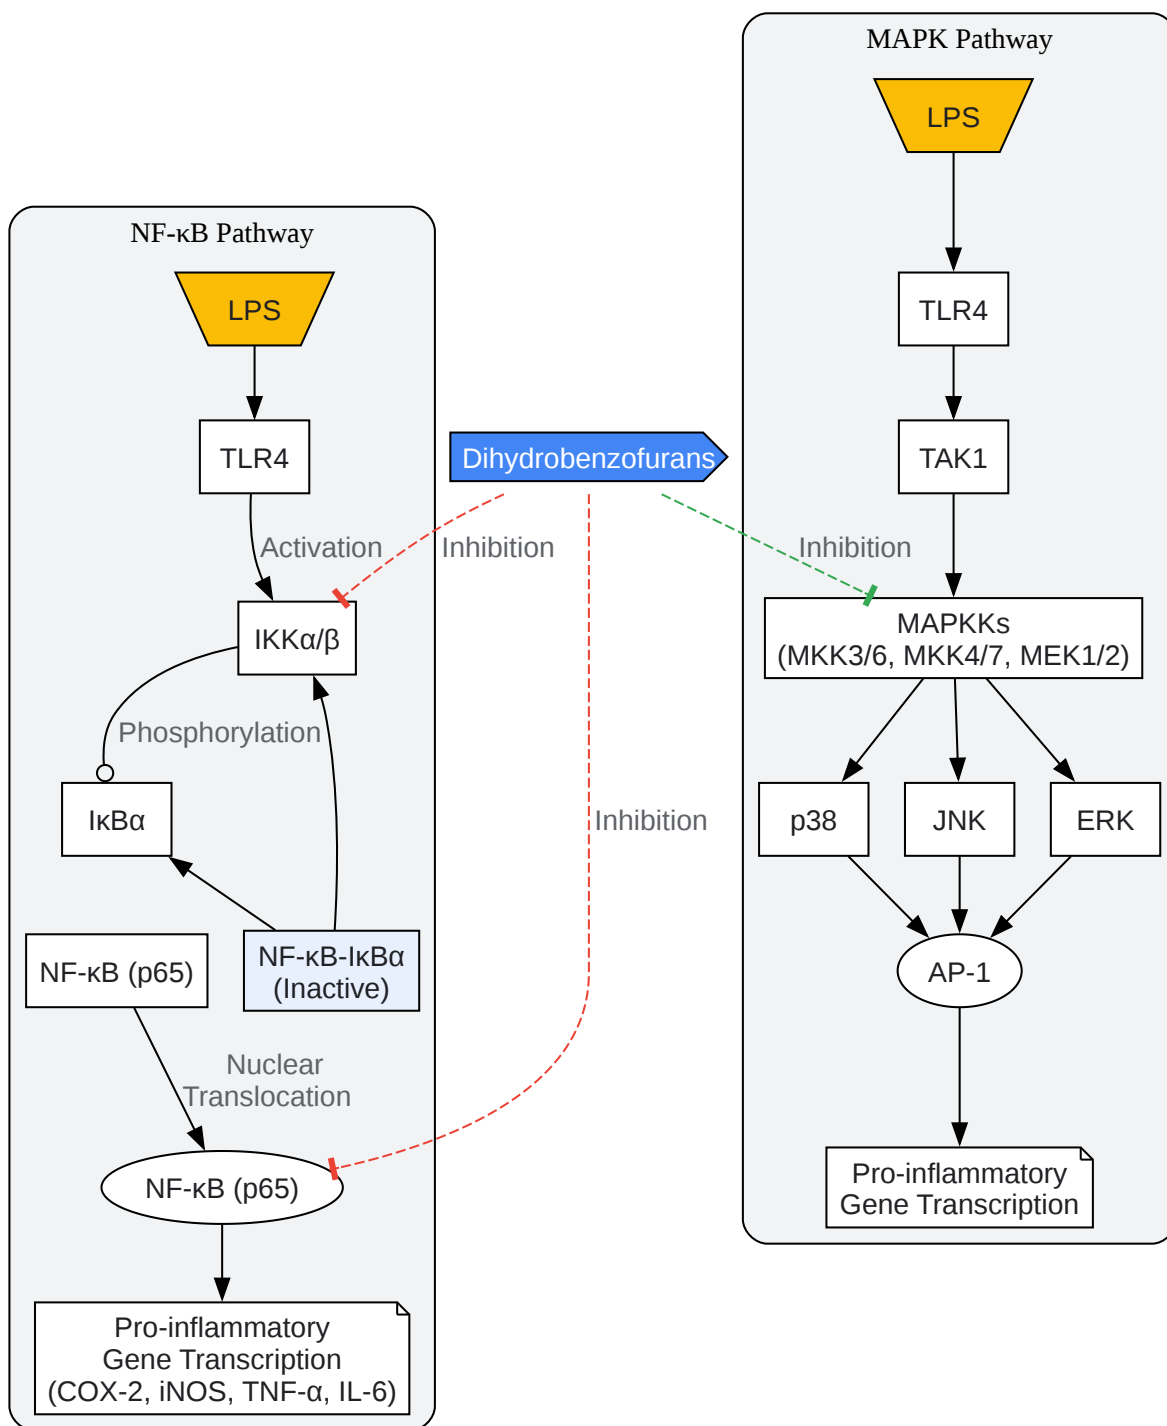 NF-κB Pathway
LPS
TLR4
Activation
IKKα/β
Phosphorylation
IκBα
NF-κB (p65)
NF-κB-IκBα
(Inactive)
Nuclear
Translocation
NF-κB (p65)
Pro-inflammatory
Gene Transcription
(COX-2, iNOS, TNF-α, IL-6)
Dihydrobenzofurans
Inhibition
Inhibition
Inhibition
MAPK Pathway
LPS
TLR4
TAK1
MAPKKs
(MKK3/6, MKK4/7, MEK1/2)
p38
JNK
ERK
AP-1
Pro-inflammatory
Gene Transcription